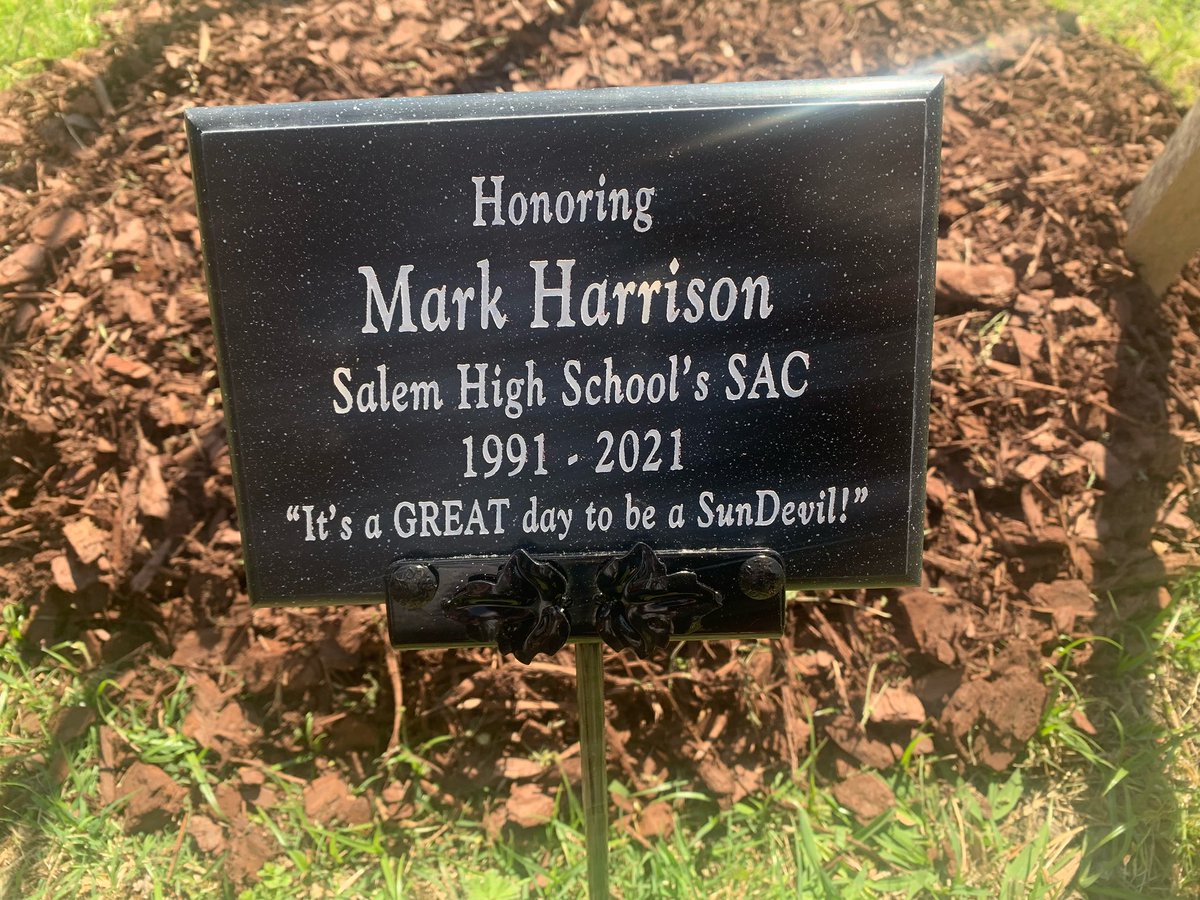 Honoring
Mark Harrison
Salem High School's SAC
1991 - 2021
“It's a GREAT day to be a SunDevil!”